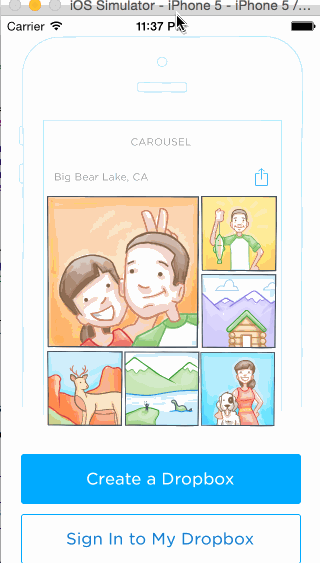 iOS Simulator - iPhone 5 - iPhone 5 /...
Carrier 11:37 P
CAROUSEL
Big Bear Lake, CA
Create a Dropbox
Sign In to My Dropbox